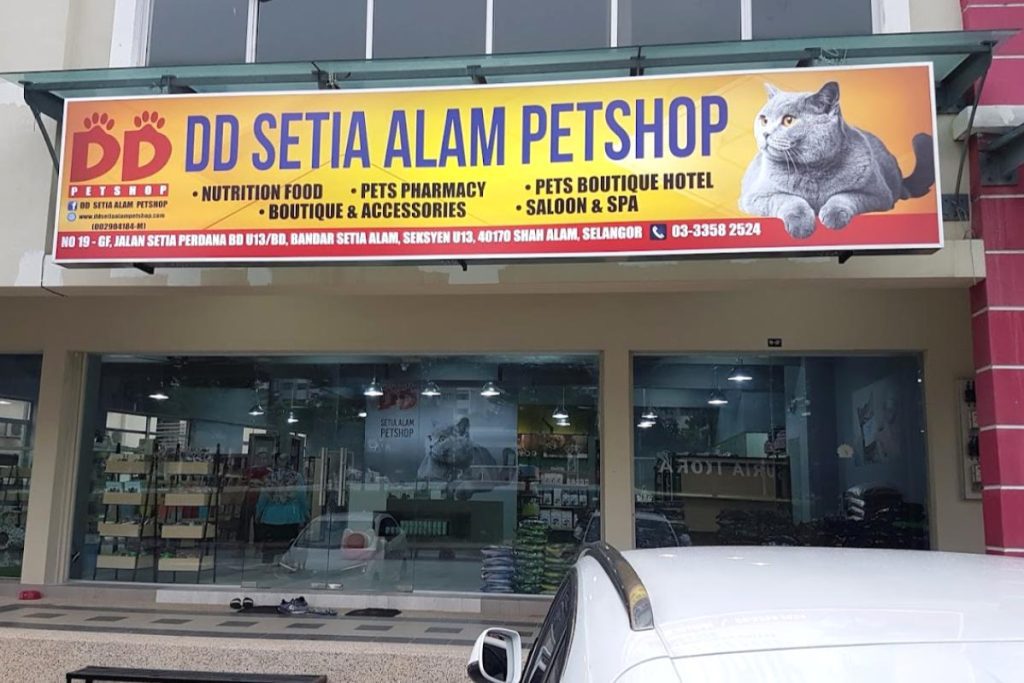 DD
PETSHOP
DD SETIA ALAM PETSHOP
www.ddsetiaalampetshop.com
(002904184-M)
DD SETIA ALAM PETSHOP
• NUTRITION FOOD • PETS PHARMACY • PETS BOUTIQUE HOTEL
• BOUTIQUE & ACCESSORIES • SALOON & SPA
NO 19 - GF, JALAN SETIA PERDANA BD U13/BD, BANDAR SETIA ALAM, SEKSYEN U13, 40170 SHAH ALAM, SELANGOR 03-3358 2524
DD
SETIA ALAM
PETSHOP